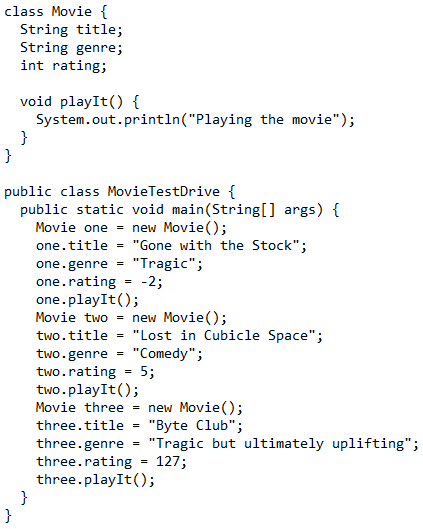 class Movie {
  String title;
  String genre;
  int rating;

  void playIt() {
    System.out.println("Playing the movie");
  }
}

public class MovieTestDrive {
  public static void main(String[] args) {
    Movie one = new Movie();
    one.title = "Gone with the Stock";
    one.genre = "Tragic";
    one.rating = -2;
    one.playIt();
    Movie two = new Movie();
    two.title = "Lost in Cubicle Space";
    two.genre = "Comedy";
    two.rating = 5;
    two.playIt();
    Movie three = new Movie();
    three.title = "Byte Club";
    three.genre = "Tragic but ultimately uplifting";
    three.rating = 127;
    three.playIt();
  }
}